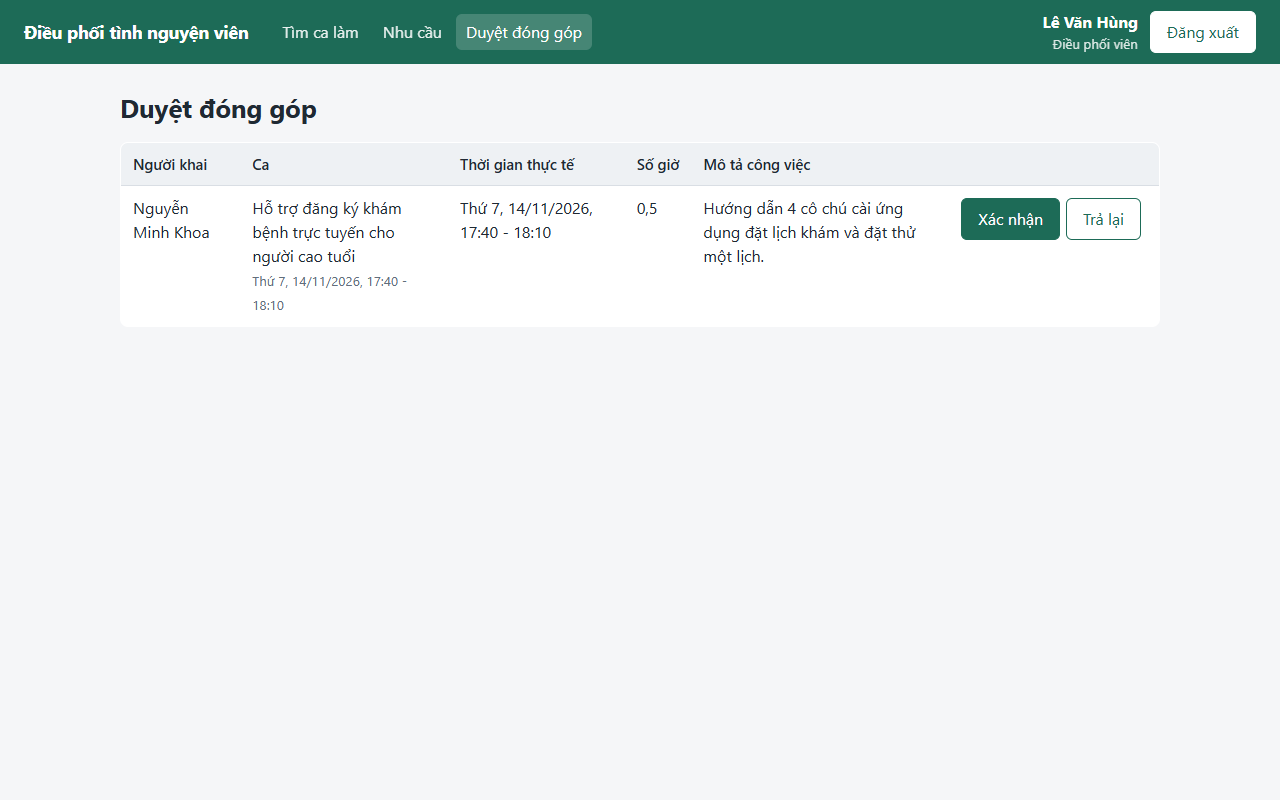 Điều phối tình nguyện viên
Tìm ca làm
Nhu cầu
Duyệt đóng góp
Lê Văn Hùng
Điều phối viên
Đăng xuất
Duyệt đóng góp
Người khai
Ca
Thời gian thực tế
Số giờ
Mô tả công việc
Nguyễn
Minh Khoa
Hỗ trợ đăng ký khám
bệnh trực tuyến cho
người cao tuổi
Thứ 7, 14/11/2026, 17:40 -
18:10
Thứ 7, 14/11/2026,
17:40 - 18:10
0,5
Hướng dẫn 4 cô chú cài ứng
dụng đặt lịch khám và đặt thử
một lịch.
Xác nhận
Trả lại